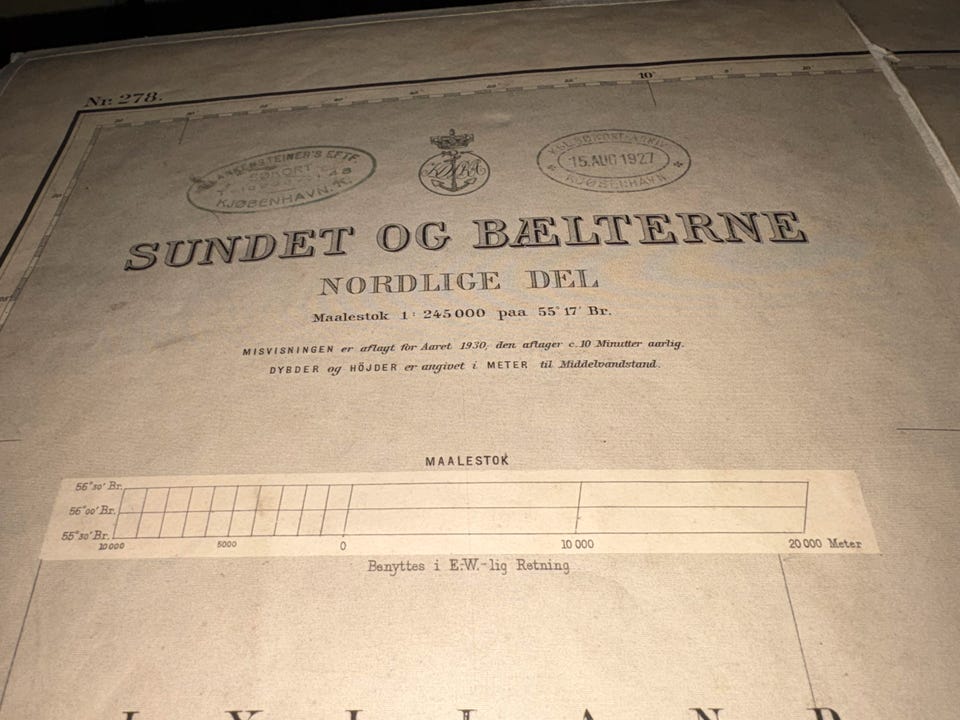 Nr. 278.
10°
EFTF.
KJØBENHAVN. K.
15. AUG 1927
KJØBENHAVN.
SUNDET OG BÆLTERNE
NORDLIGE DEL
Maalestok 1:245000 paa 55°17' Br.
MISVISNINGEN er aflagt for Aaret 1930, den aftager c. 10 Minutter aarlig.
DYBDER og HÖJDER er angivet i METER til Middelvandstand.
MAALESTOK
56°30' Br.
56°00' Br.
55°30' Br.
10000 5000 0 10 000 20 000 Meter
Benyttes i E.-W.-lig Retning